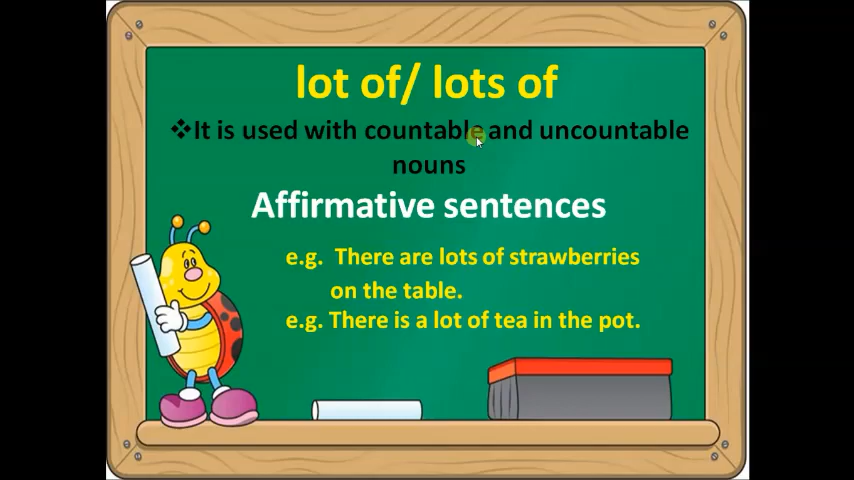 lot of/ lots of
❖It is used with countable and uncountable
nouns
Affirmative sentences
e.g. There are lots of strawberries
on the table.
e.g. There is a lot of tea in the pot.